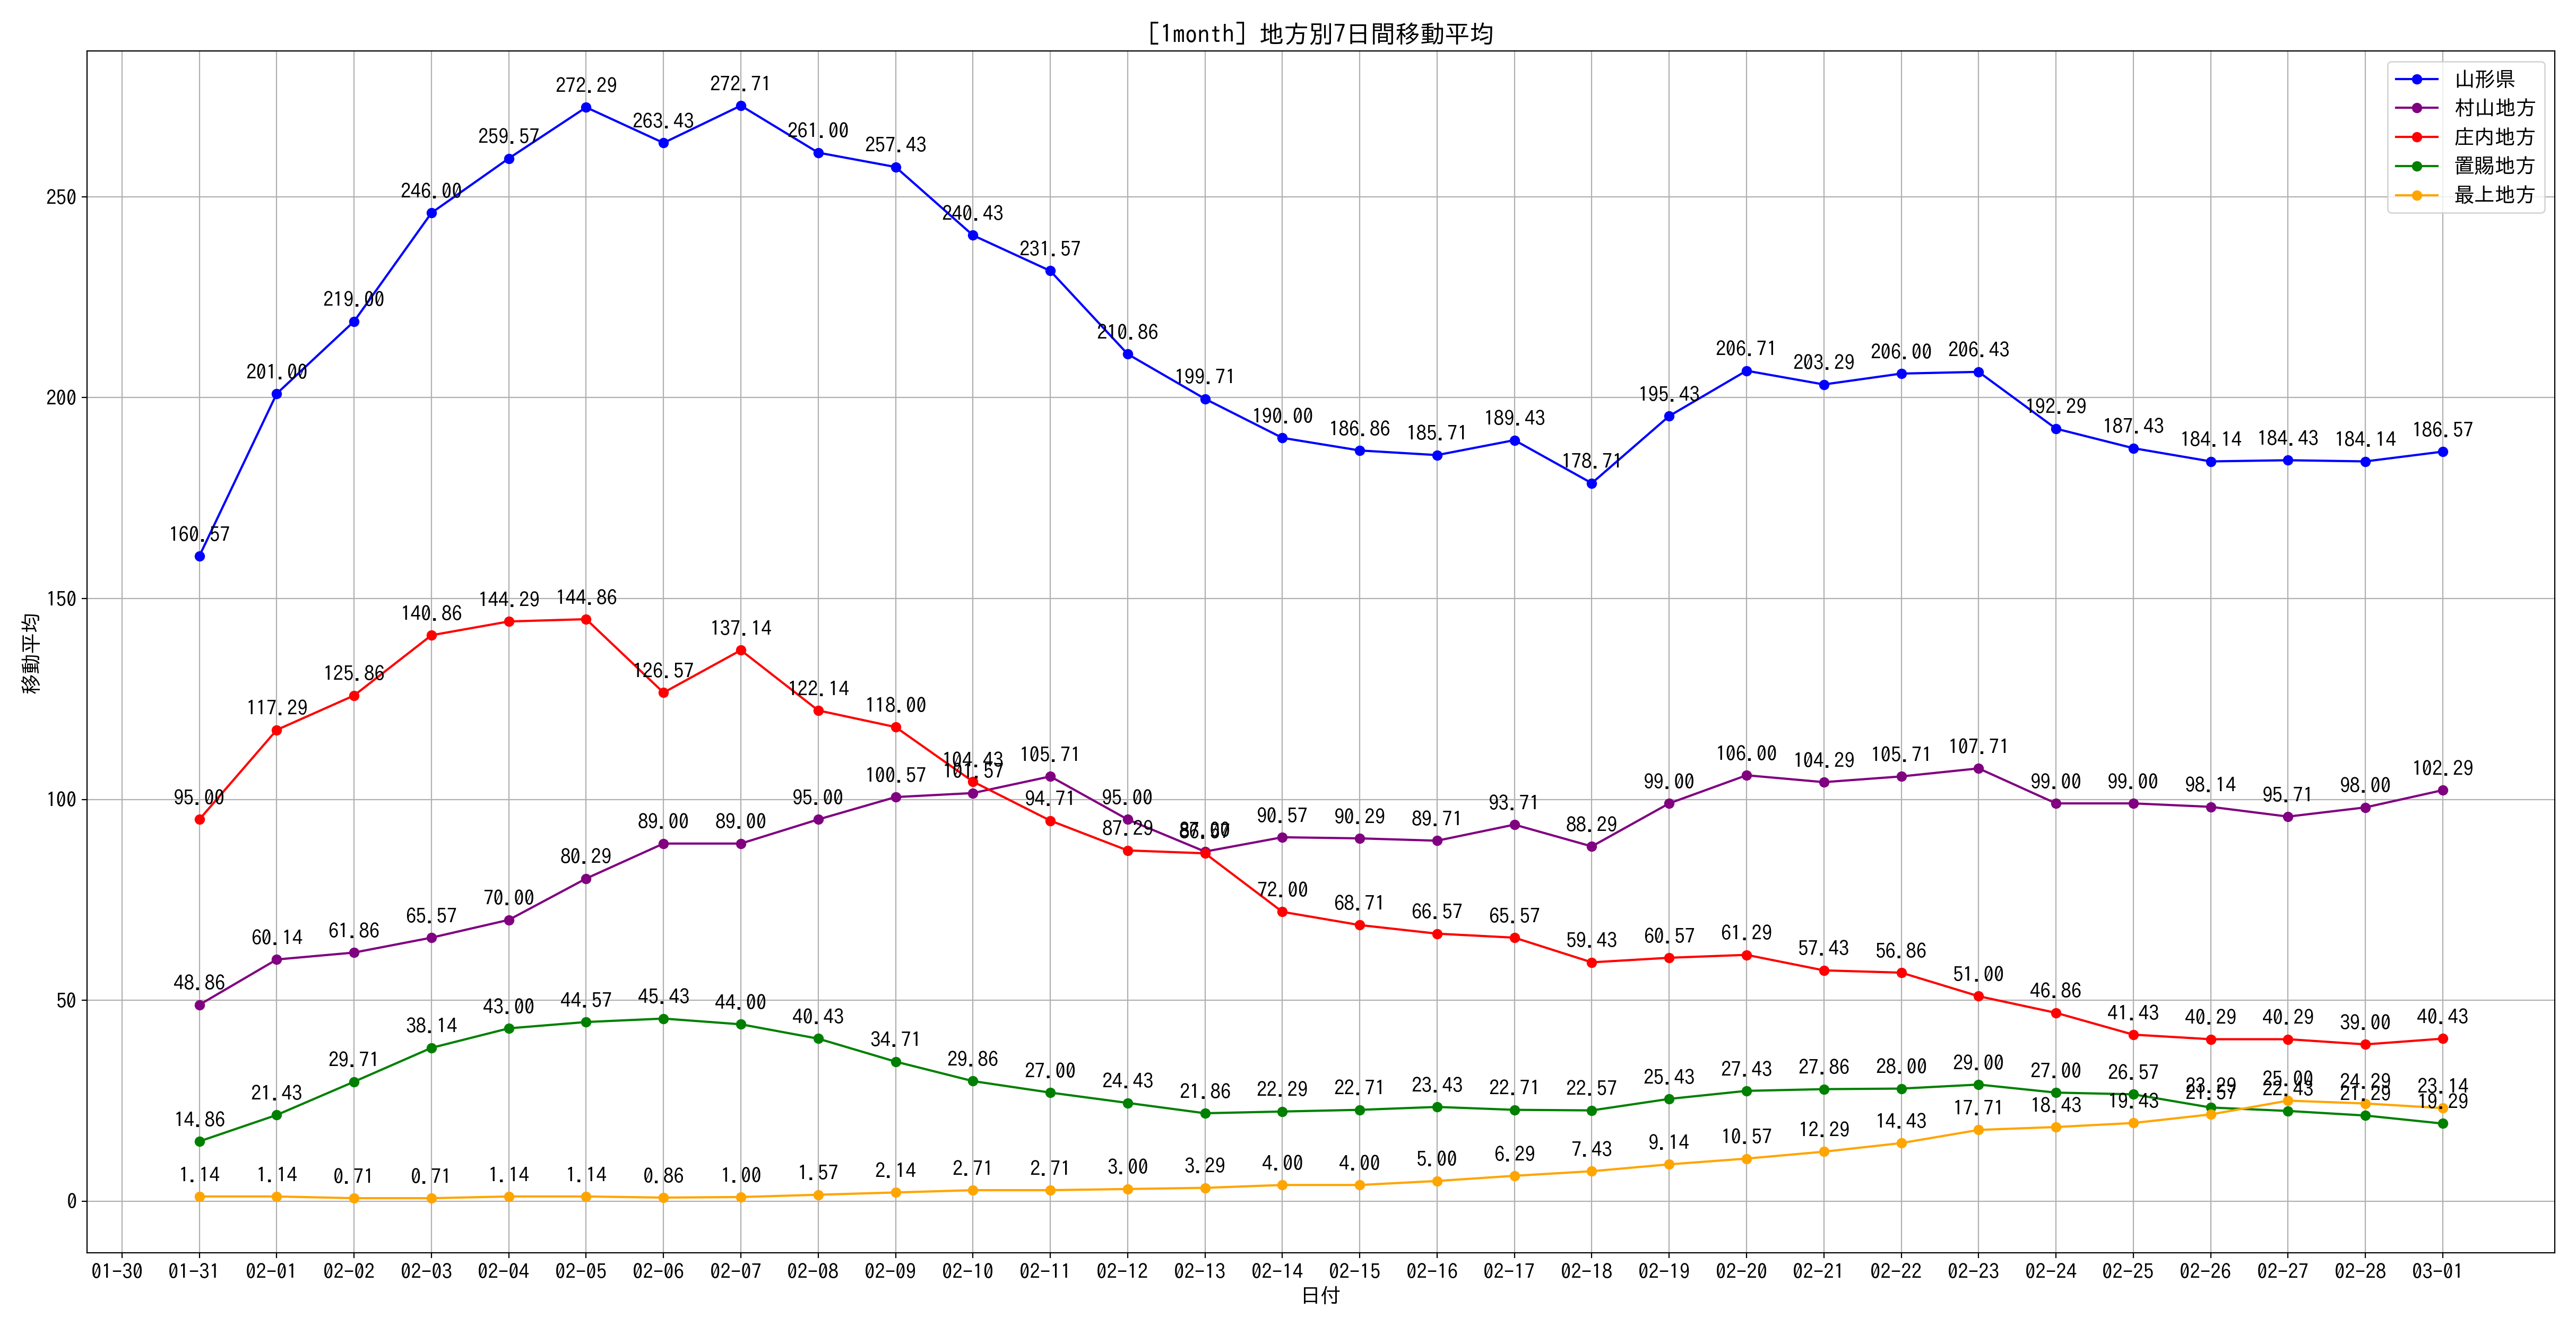 [1month] 地方別7日間移動平均
山形県
村山地方
庄内地方
置賜地方
最上地方
移動平均
250
200
150
100
50
0
160.57 201.00 219.00 246.00 259.57 272.29 263.43 272.71 261.00 257.43 240.43 231.57 210.86 199.71 190.00 186.86 185.71 189.43 178.71 195.43 206.71 203.29 206.00 206.43 192.29 187.43 184.14 184.43 184.14 186.57
48.86 60.14 61.86 65.57 70.00 80.29 89.00 89.00 95.00 100.57 101.57 105.71 95.00 87.00 90.57 90.29 89.71 93.71 88.29 99.00 106.00 104.29 105.71 107.71 99.00 99.00 98.14 95.71 98.00 102.29
95.00 117.29 125.86 140.86 144.29 144.86 126.57 137.14 122.14 118.00 104.43 94.71 87.29 86.57 72.00 68.71 66.57 65.57 59.43 60.57 61.29 57.43 56.86 51.00 46.86 41.43 40.29 40.29 39.00 40.43
14.86 21.43 29.71 38.14 43.00 44.57 45.43 44.00 40.43 34.71 29.86 27.00 24.43 21.86 22.29 22.71 23.43 22.71 22.57 25.43 27.43 27.86 28.00 29.00 27.00 26.57 23.29 22.43 21.29 19.29
1.14 1.14 0.71 0.71 1.14 1.14 0.86 1.00 1.57 2.14 2.71 2.71 3.00 3.29 4.00 4.00 5.00 6.29 7.43 9.14 10.57 12.29 14.43 17.71 18.43 19.43 21.57 25.00 24.29 23.14
01-30 01-31 02-01 02-02 02-03 02-04 02-05 02-06 02-07 02-08 02-09 02-10 02-11 02-12 02-13 02-14 02-15 02-16 02-17 02-18 02-19 02-20 02-21 02-22 02-23 02-24 02-25 02-26 02-27 02-28 03-01
日付